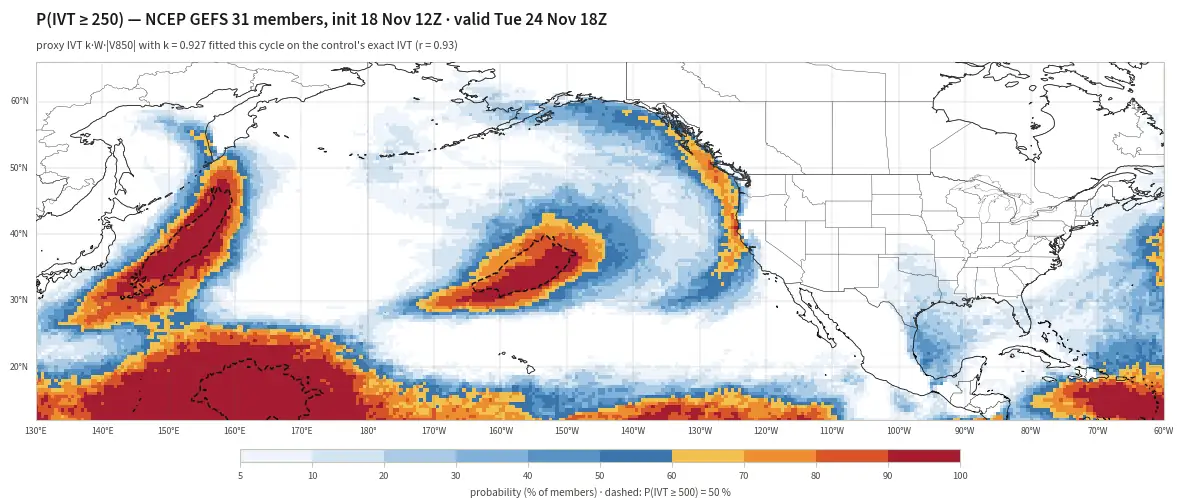 P(IVT ≥ 250) — NCEP GEFS 31 members, init 18 Nov 12Z · valid Tue 24 Nov 18Z
proxy IVT k·W·|V850| with k = 0.927 fitted this cycle on the control's exact IVT (r = 0.93)
60°N
50°N
40°N
30°N
20°N
130°E 140°E 150°E 160°E 170°E 180° 170°W 160°W 150°W 140°W 130°W 120°W 110°W 100°W 90°W 80°W 70°W 60°W
5 10 20 30 40 50 60 70 80 90 100
probability (% of members) · dashed: P(IVT ≥ 500) = 50 %